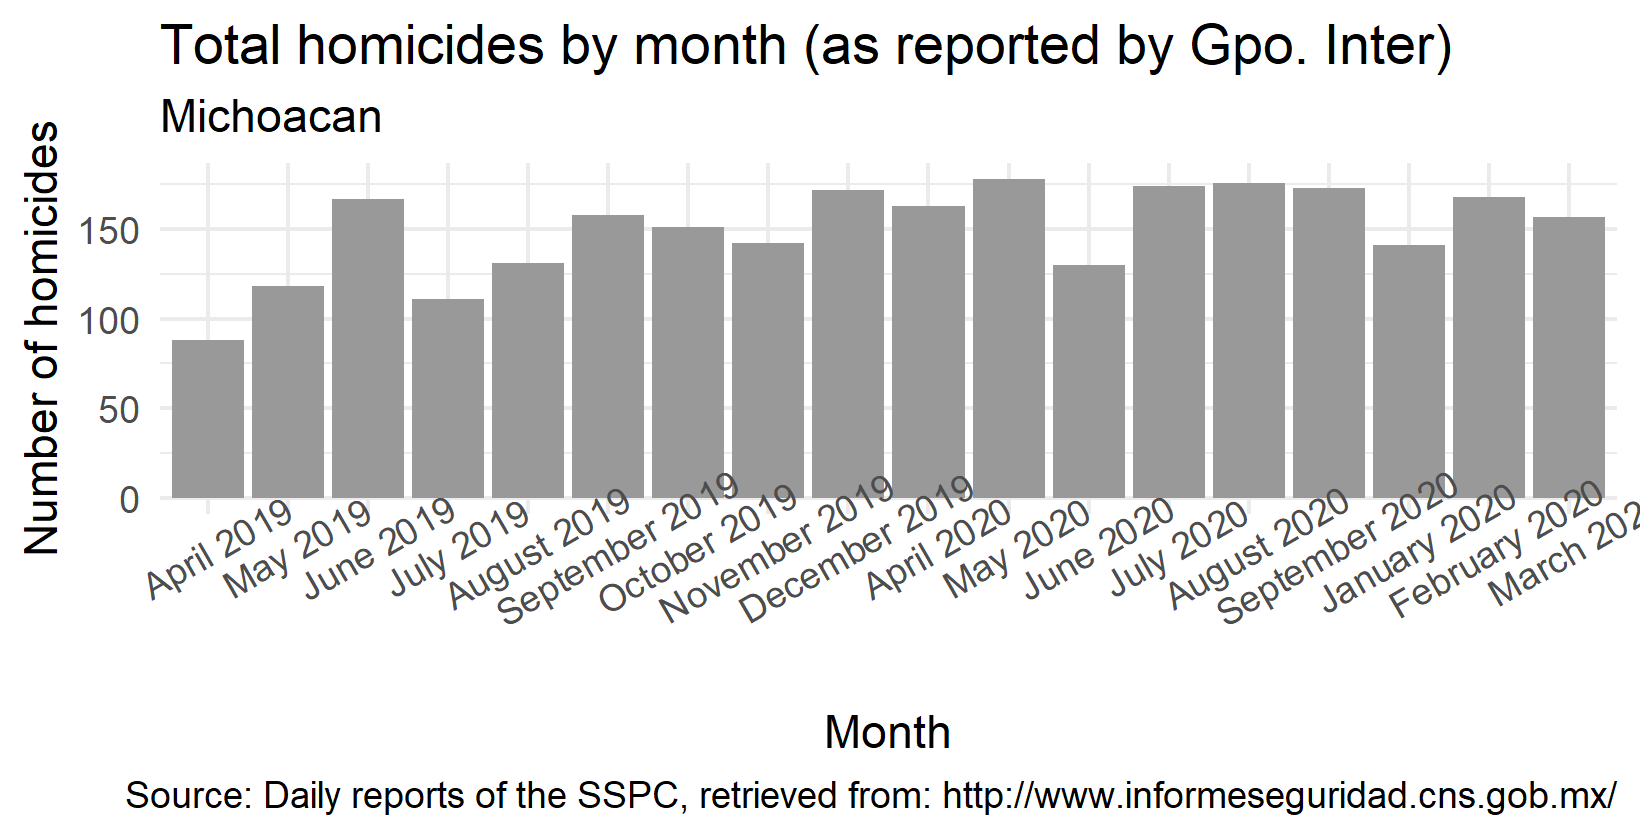 Total homicides by month (as reported by Gpo. Inter)
Michoacan
Number of homicides
150
100
50
0
April 2019
May 2019
June 2019
July 2019
August 2019
September 2019
October 2019
November 2019
December 2019
April 2020
May 2020
June 2020
July 2020
August 2020
September 2020
January 2020
February 2020
March 202
Month
Source: Daily reports of the SSPC, retrieved from: http://www.informeseguridad.cns.gob.mx/